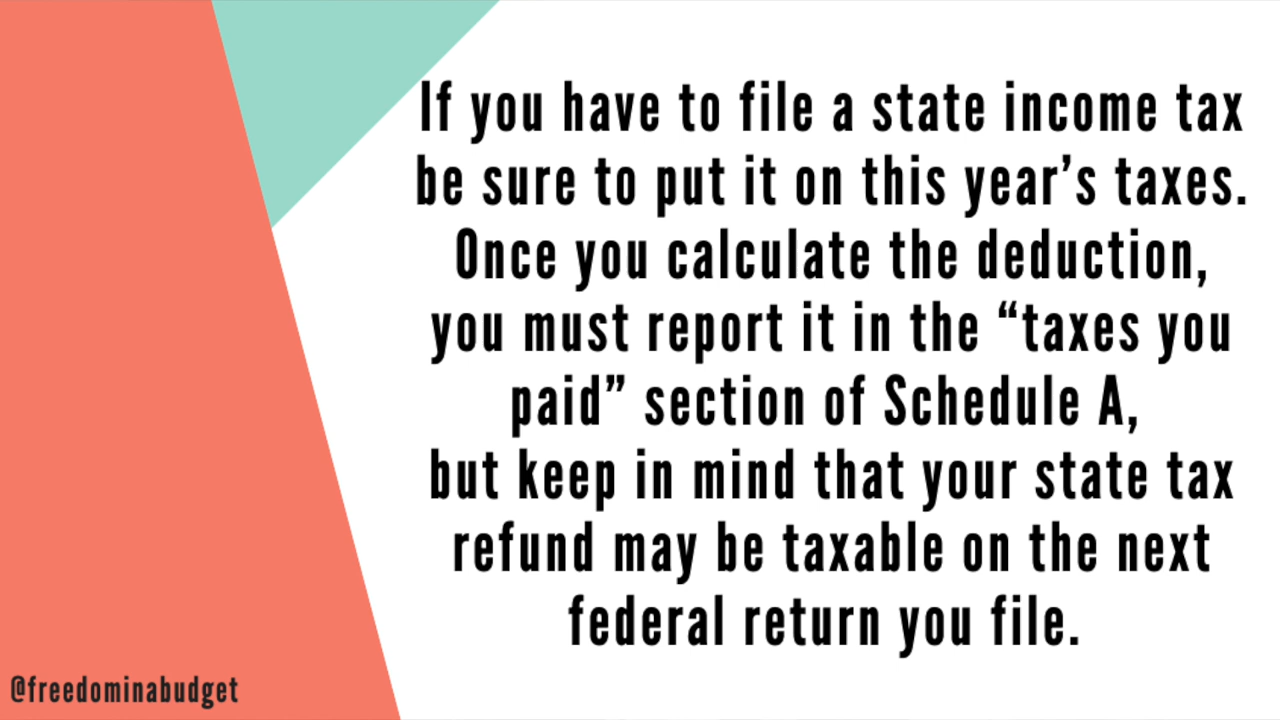 If you have to file a state income tax
be sure to put it on this year’s taxes.
Once you calculate the deduction,
you must report it in the “taxes you
paid” section of Schedule A,
but keep in mind that your state tax
refund may be taxable on the next
federal return you file.
@freedominabudget